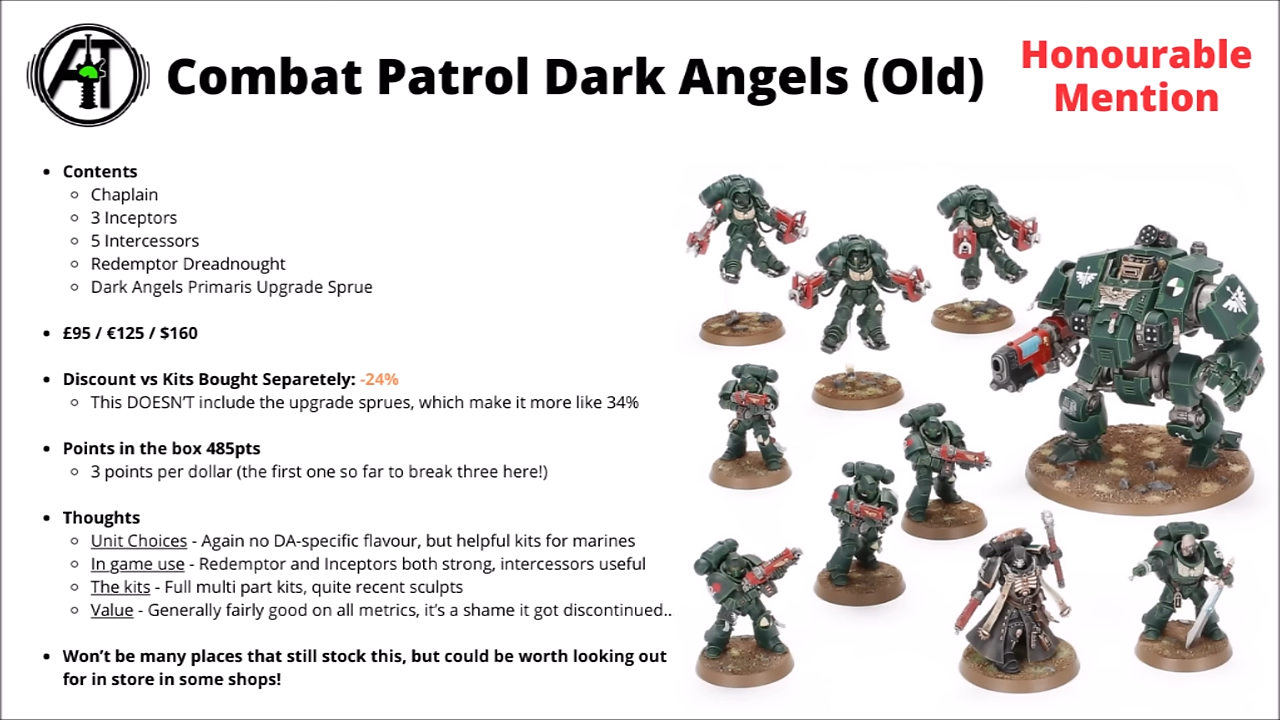 AT
Combat Patrol Dark Angels (Old)
Honourable
Mention
• Contents
◦ Chaplain
◦ 3 Inceptors
◦ 5 Intercessors
◦ Redemptor Dreadnought
◦ Dark Angels Primaris Upgrade Sprue
• £95 / €125 / $160
• Discount vs Kits Bought Separetely: -24%
◦ This DOESN'T include the upgrade sprues, which make it more like 34%
• Points in the box 485pts
◦ 3 points per dollar (the first one so far to break three here!)
• Thoughts
◦ Unit Choices - Again no DA-specific flavour, but helpful kits for marines
◦ In game use - Redemptor and Inceptors both strong, intercessors useful
◦ The kits - Full multi part kits, quite recent sculpts
◦ Value - Generally fairly good on all metrics, it's a shame it got discontinued..
• Won't be many places that still stock this, but could be worth looking out
for in store in some shops!